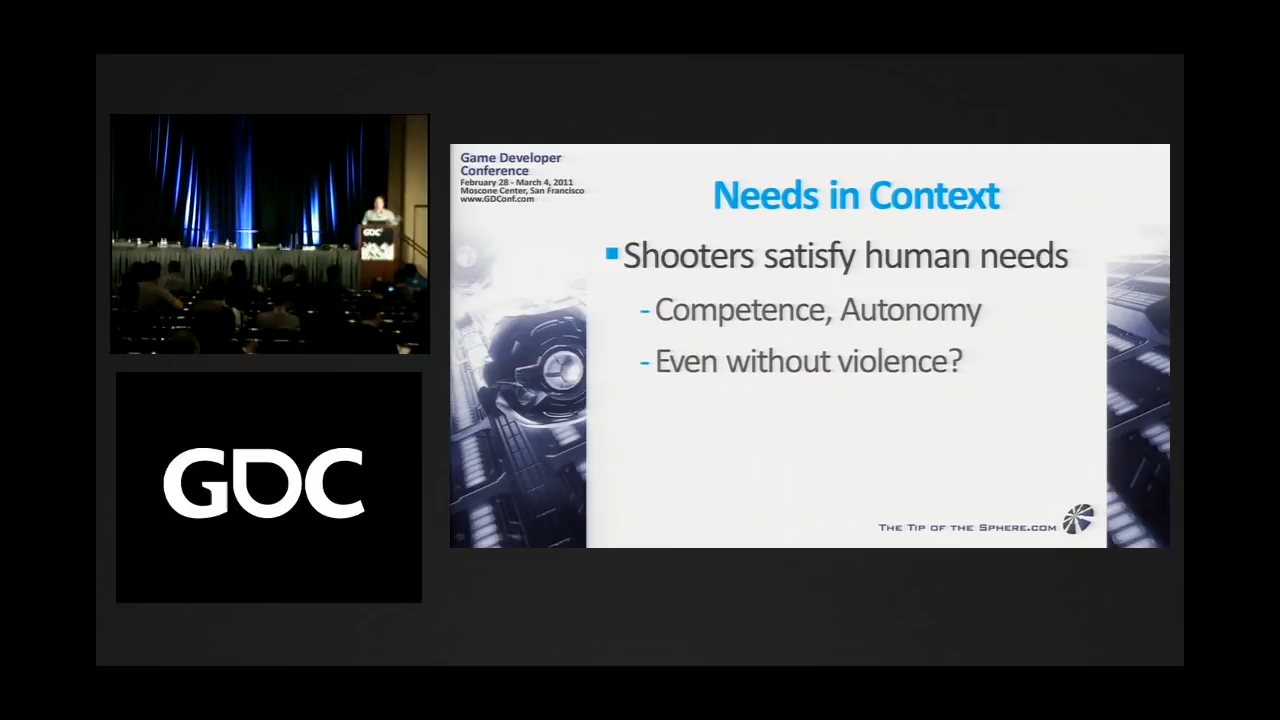 GDC
GDC
Game Developer
Conference
February 28 - March 4, 2011
Moscone Center, San Francisco
www.GDConf.com
Needs in Context
Shooters satisfy human needs
- Competence, Autonomy
- Even without violence?
The Tip of the Sphere.com